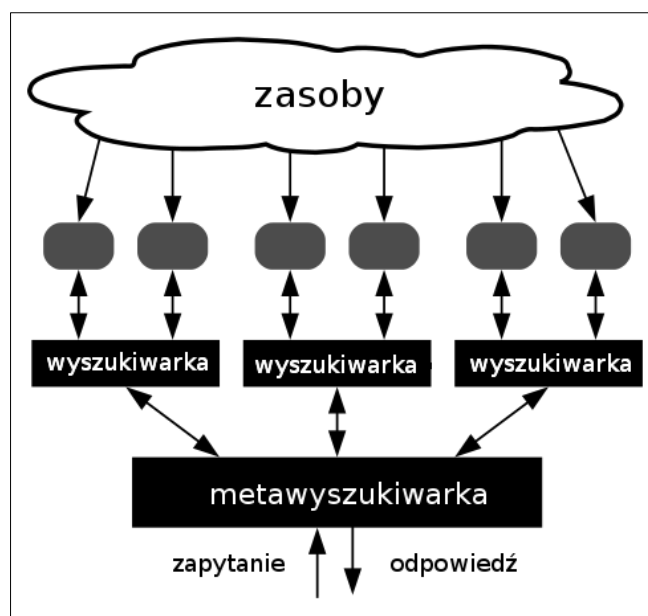 zasoby
wyszukiwarka
wyszukiwarka
wyszukiwarka
metawyszukiwarka
zapytanie
odpowiedź